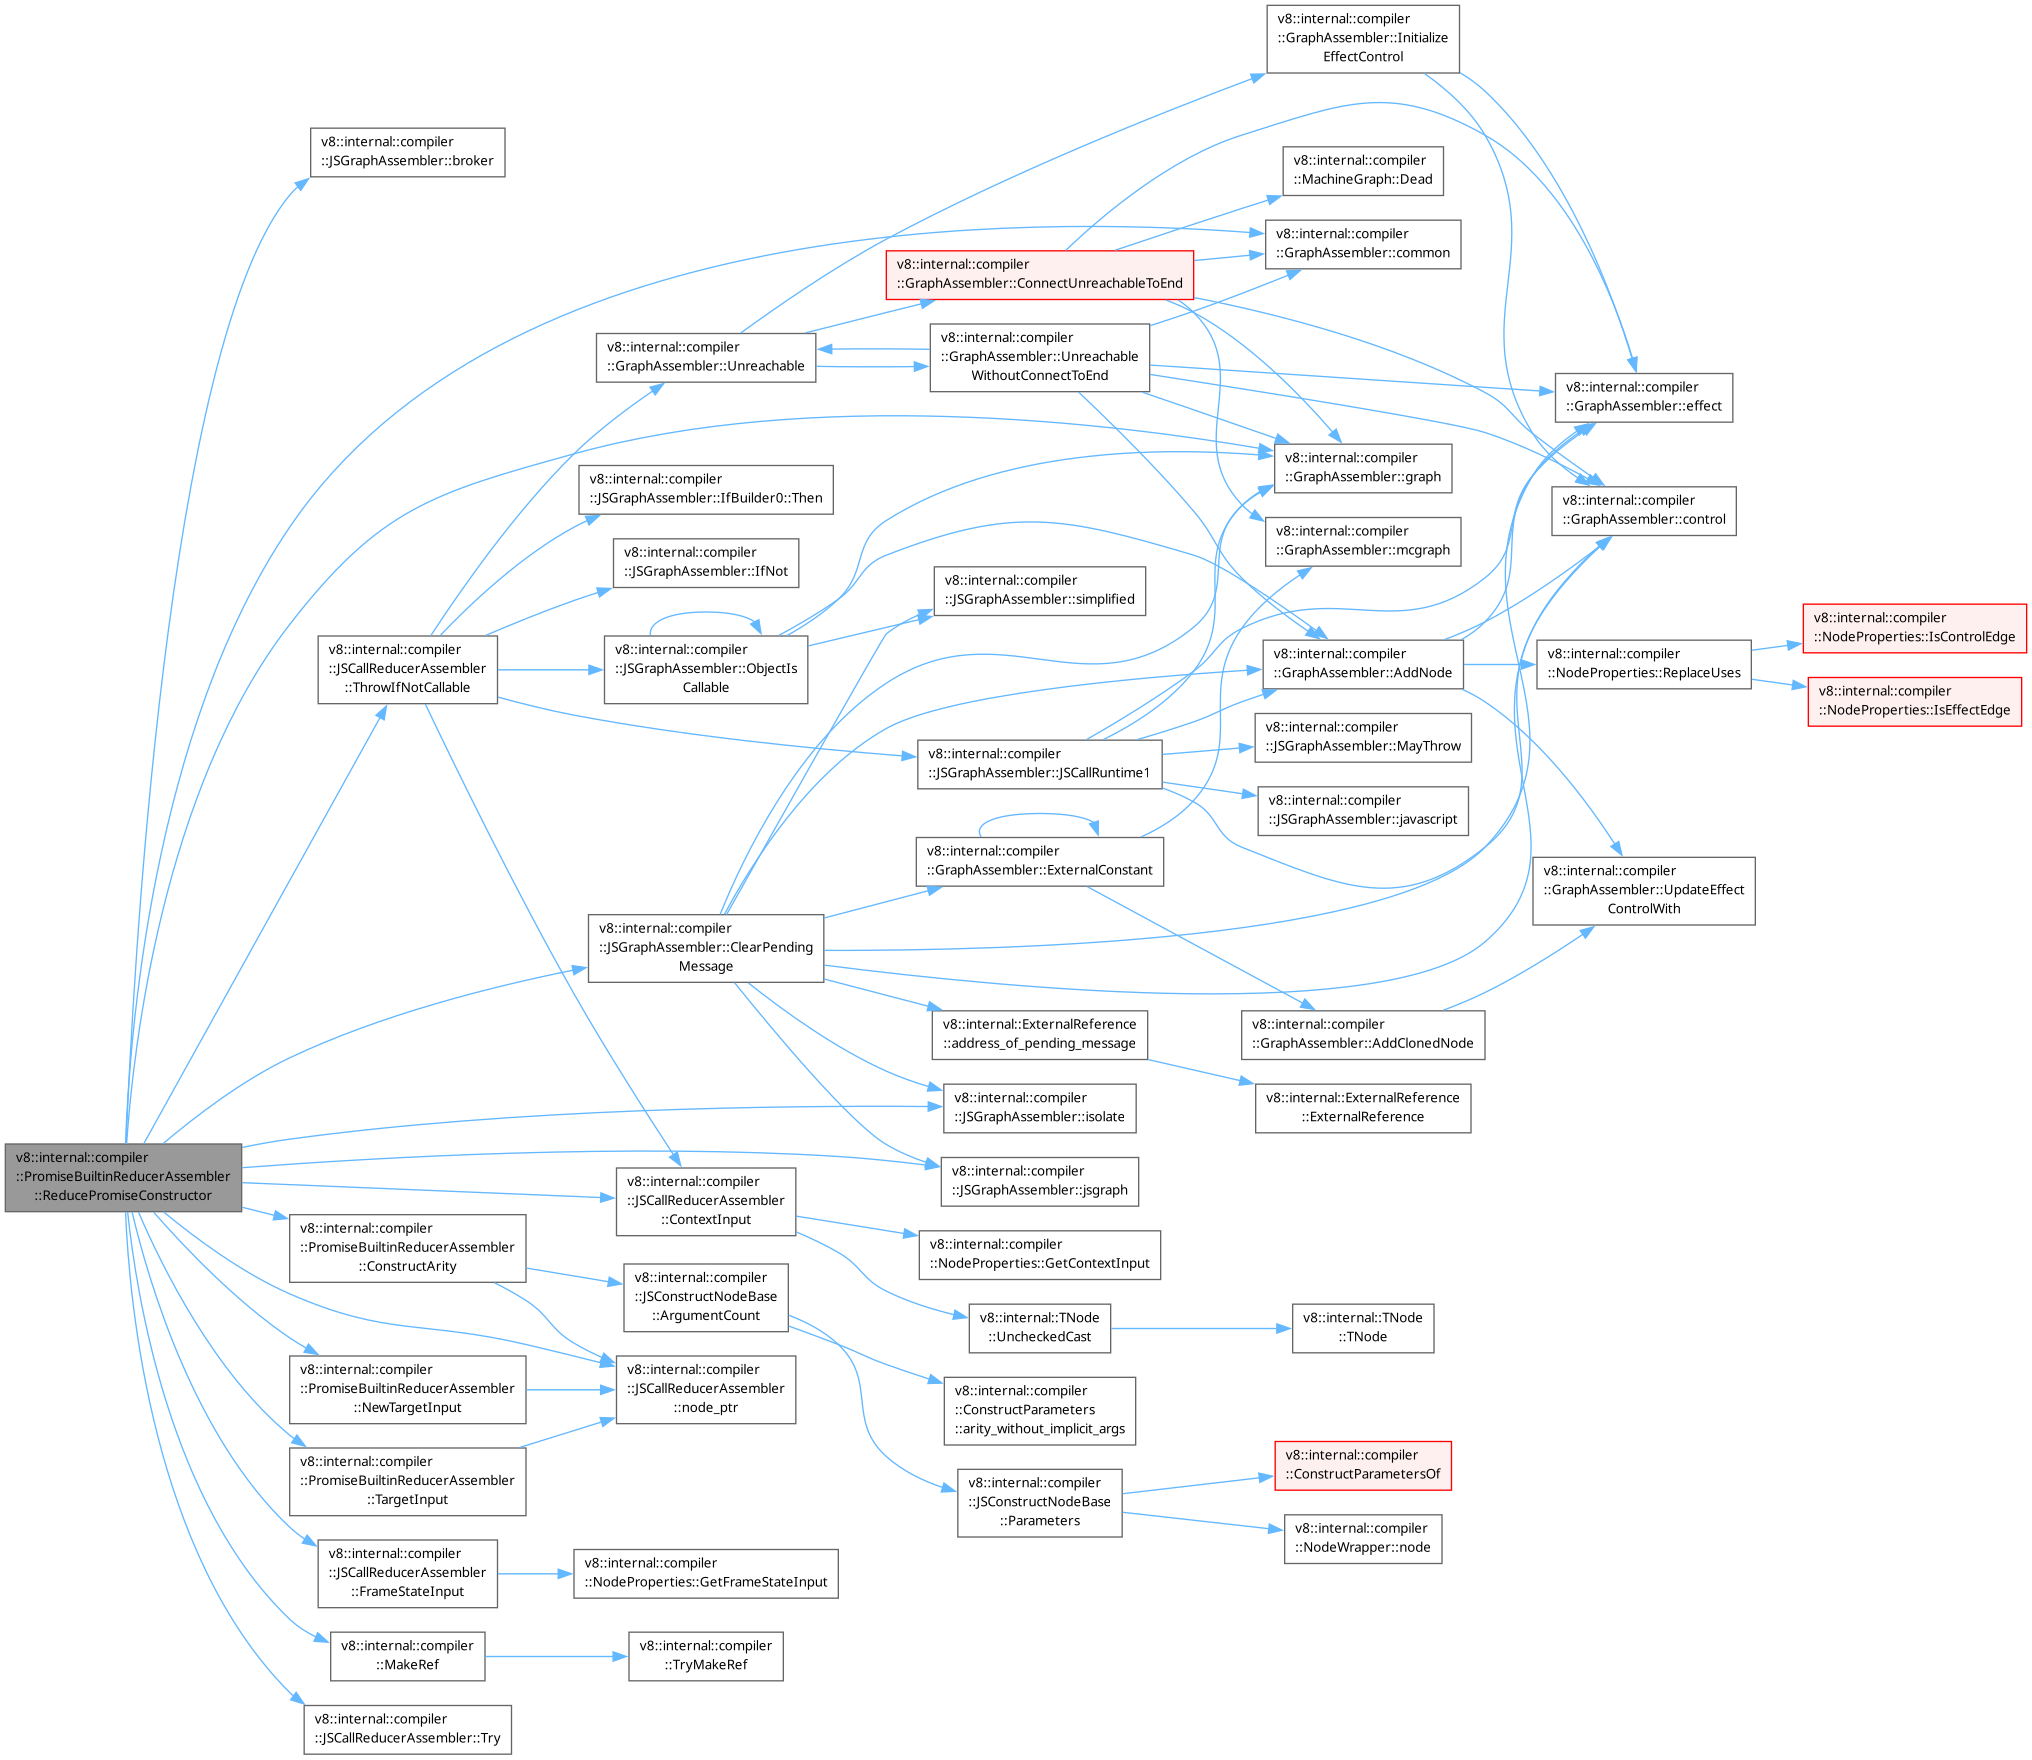 v8::internal::compiler
::GraphAssembler::Initialize
EffectControl
v8::internal::compiler
::JSGraphAssembler::broker
v8::internal::compiler
::MachineGraph::Dead
v8::internal::compiler
::GraphAssembler::common
v8::internal::compiler
::GraphAssembler::ConnectUnreachableToEnd
v8::internal::compiler
::GraphAssembler::Unreachable
v8::internal::compiler
::GraphAssembler::Unreachable
WithoutConnectToEnd
v8::internal::compiler
::GraphAssembler::effect
v8::internal::compiler
::GraphAssembler::graph
v8::internal::compiler
::JSGraphAssembler::IfBuilder0::Then
v8::internal::compiler
::GraphAssembler::control
v8::internal::compiler
::GraphAssembler::mcgraph
v8::internal::compiler
::JSGraphAssembler::IfNot
v8::internal::compiler
::JSGraphAssembler::simplified
v8::internal::compiler
::NodeProperties::IsControlEdge
v8::internal::compiler
::JSCallReducerAssembler
::ThrowIfNotCallable
v8::internal::compiler
::JSGraphAssembler::ObjectIs
Callable
v8::internal::compiler
::GraphAssembler::AddNode
v8::internal::compiler
::NodeProperties::ReplaceUses
v8::internal::compiler
::NodeProperties::IsEffectEdge
v8::internal::compiler
::JSGraphAssembler::MayThrow
v8::internal::compiler
::JSGraphAssembler::JSCallRuntime1
v8::internal::compiler
::JSGraphAssembler::javascript
v8::internal::compiler
::GraphAssembler::ExternalConstant
v8::internal::compiler
::GraphAssembler::UpdateEffect
ControlWith
v8::internal::compiler
::JSGraphAssembler::ClearPending
Message
v8::internal::ExternalReference
::address_of_pending_message
v8::internal::compiler
::GraphAssembler::AddClonedNode
v8::internal::compiler
::JSGraphAssembler::isolate
v8::internal::ExternalReference
::ExternalReference
v8::internal::compiler
::PromiseBuiltinReducerAssembler
::ReducePromiseConstructor
v8::internal::compiler
::JSGraphAssembler::jsgraph
v8::internal::compiler
::JSCallReducerAssembler
::ContextInput
v8::internal::compiler
::PromiseBuiltinReducerAssembler
::ConstructArity
v8::internal::compiler
::NodeProperties::GetContextInput
v8::internal::compiler
::JSConstructNodeBase
::ArgumentCount
v8::internal::TNode
::UncheckedCast
v8::internal::TNode
::TNode
v8::internal::compiler
::PromiseBuiltinReducerAssembler
::NewTargetInput
v8::internal::compiler
::JSCallReducerAssembler
::node_ptr
v8::internal::compiler
::ConstructParameters
::arity_without_implicit_args
v8::internal::compiler
::PromiseBuiltinReducerAssembler
::TargetInput
v8::internal::compiler
::JSConstructNodeBase
::Parameters
v8::internal::compiler
::ConstructParametersOf
v8::internal::compiler
::NodeWrapper::node
v8::internal::compiler
::JSCallReducerAssembler
::FrameStateInput
v8::internal::compiler
::NodeProperties::GetFrameStateInput
v8::internal::compiler
::MakeRef
v8::internal::compiler
::TryMakeRef
v8::internal::compiler
::JSCallReducerAssembler::Try